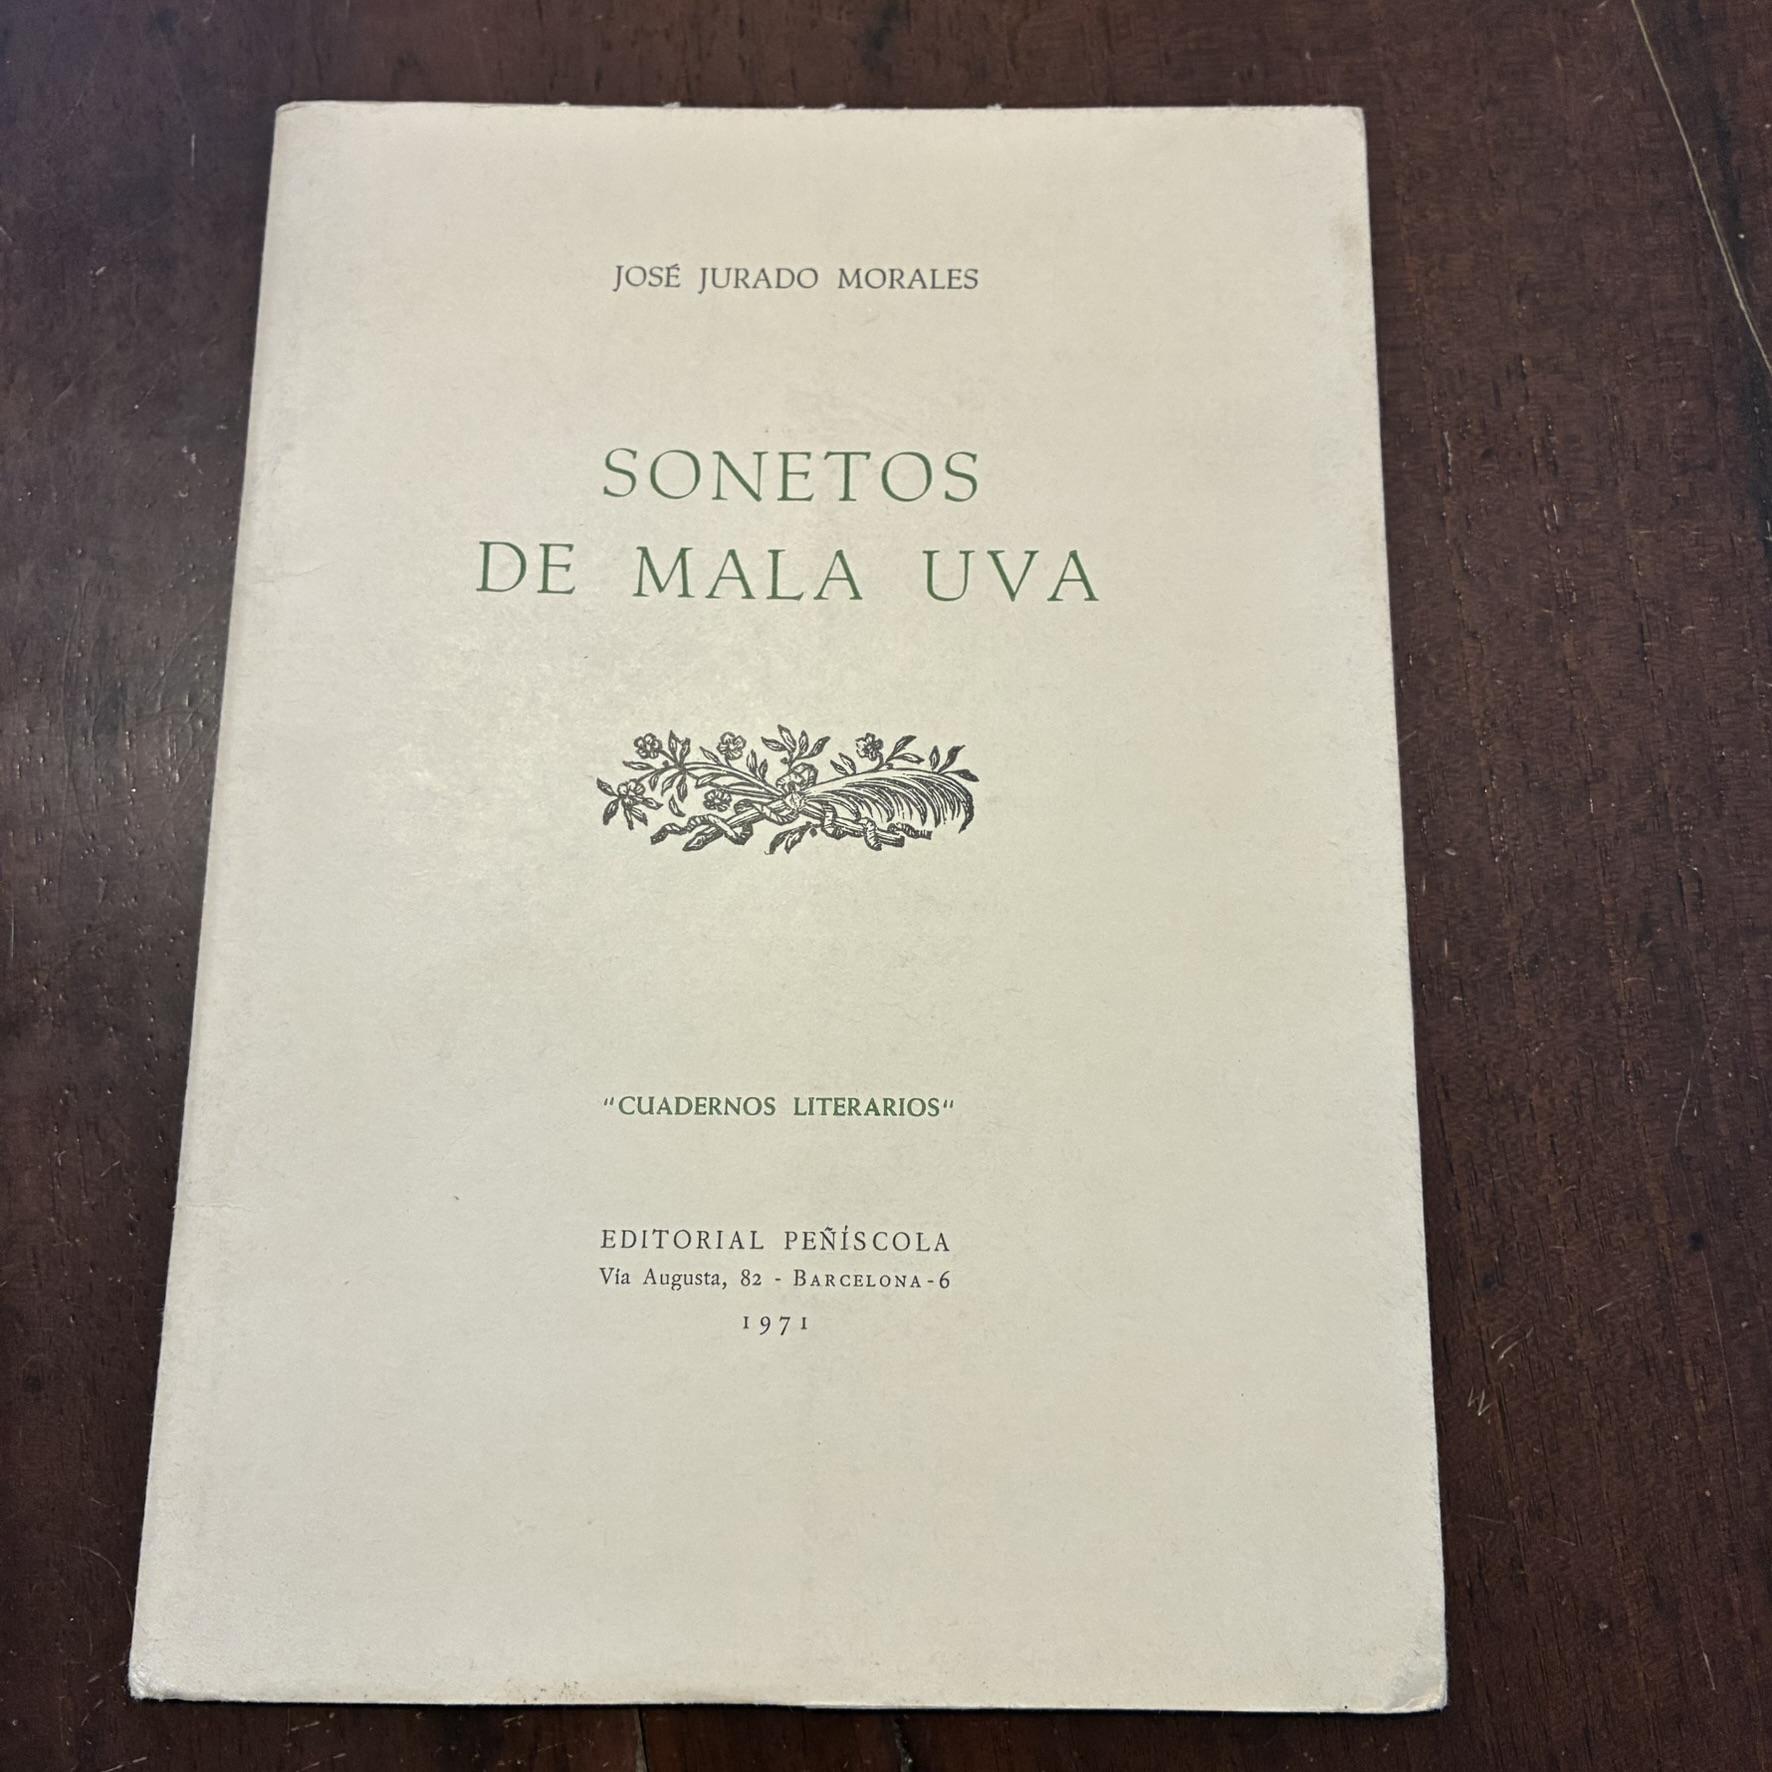 JOSÉ JURADO MORALES
SONETOS
DE MALA UVA
"CUADERNOS LITERARIOS"
EDITORIAL PEÑÍSCOLA
Vía Augusta, 82 - BARCELONA-6
1971